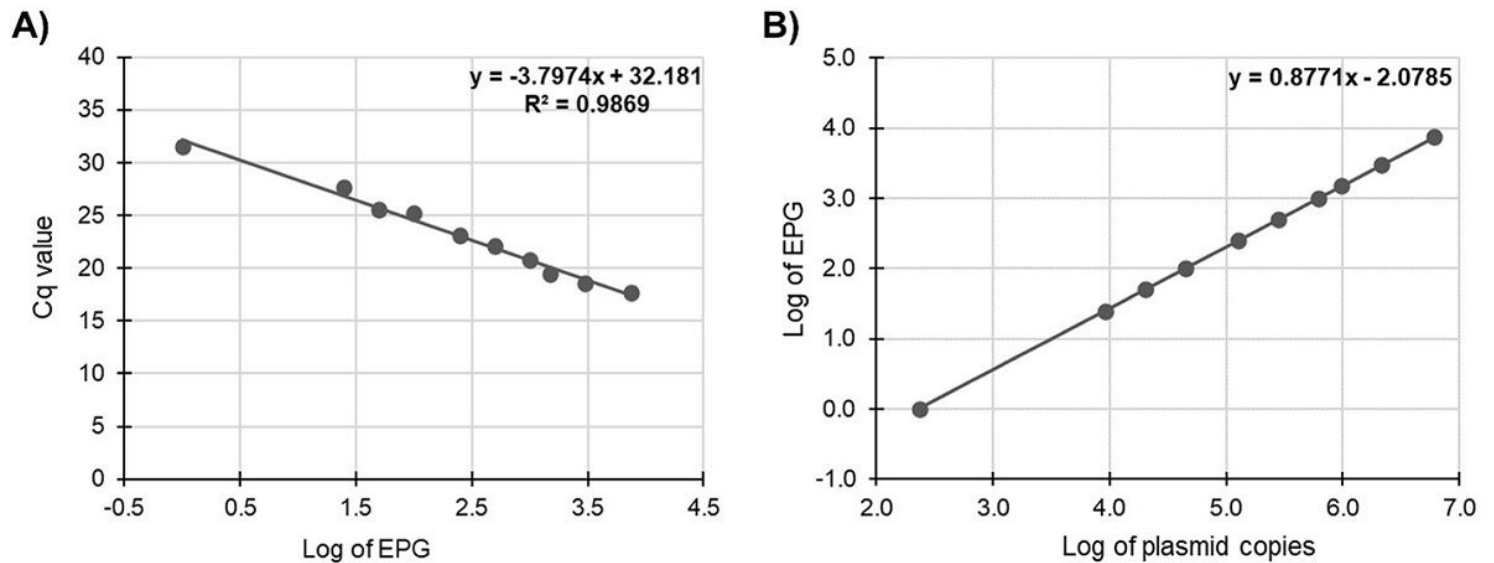 A)
y = -3.7974x + 32.181
R² = 0.9869
40
35
30
25
20
15
10
5
0
Cq value
-0.5 0.5 1.5 2.5 3.5 4.5
Log of EPG
B)
y = 0.8771x - 2.0785
5.0
4.0
3.0
2.0
1.0
0.0
-1.0
Log of EPG
2.0 3.0 4.0 5.0 6.0 7.0
Log of plasmid copies